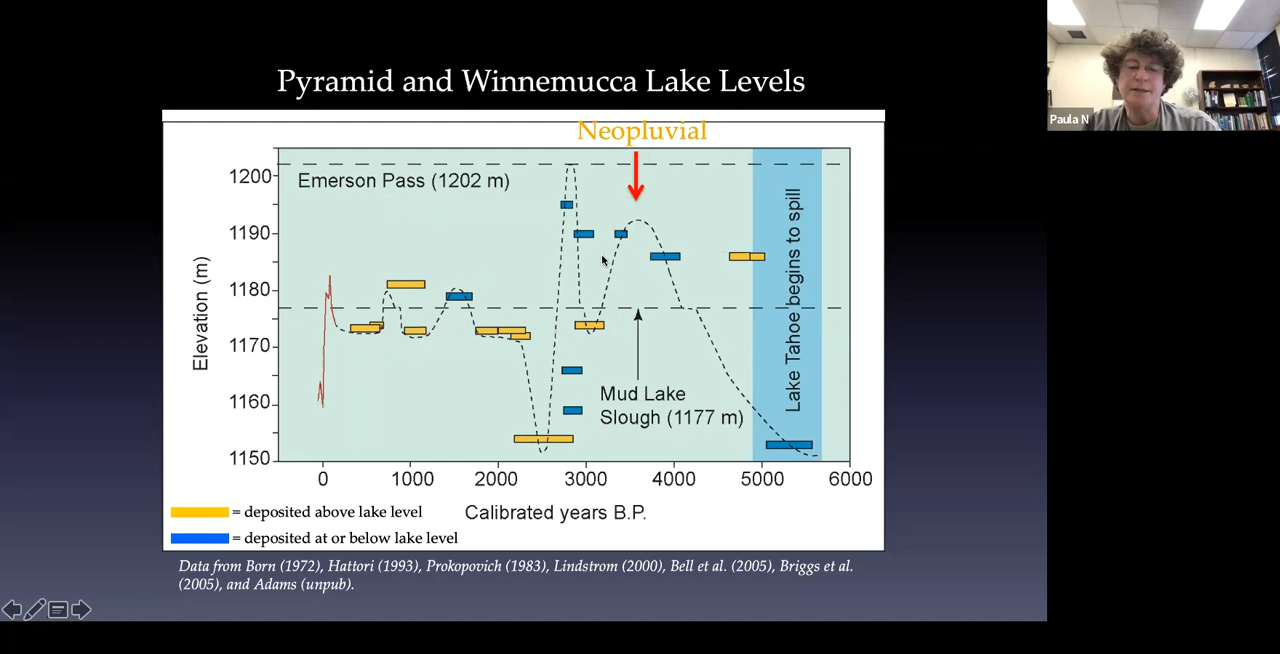 Pyramid and Winnemucca Lake Levels
Neopluvial
Emerson Pass (1202 m)
Lake Tahoe begins to spill
Mud Lake
Slough (1177 m)
Elevation (m)
1200
1190
1180
1170
1160
1150
0
1000
2000
3000
4000
5000
6000
Calibrated years B.P.
= deposited above lake level
= deposited at or below lake level
Data from Born (1972), Hattori (1993), Prokopovich (1983), Lindstrom (2000), Bell et al. (2005), Briggs et al.
(2005), and Adams (unpub).
Paula N